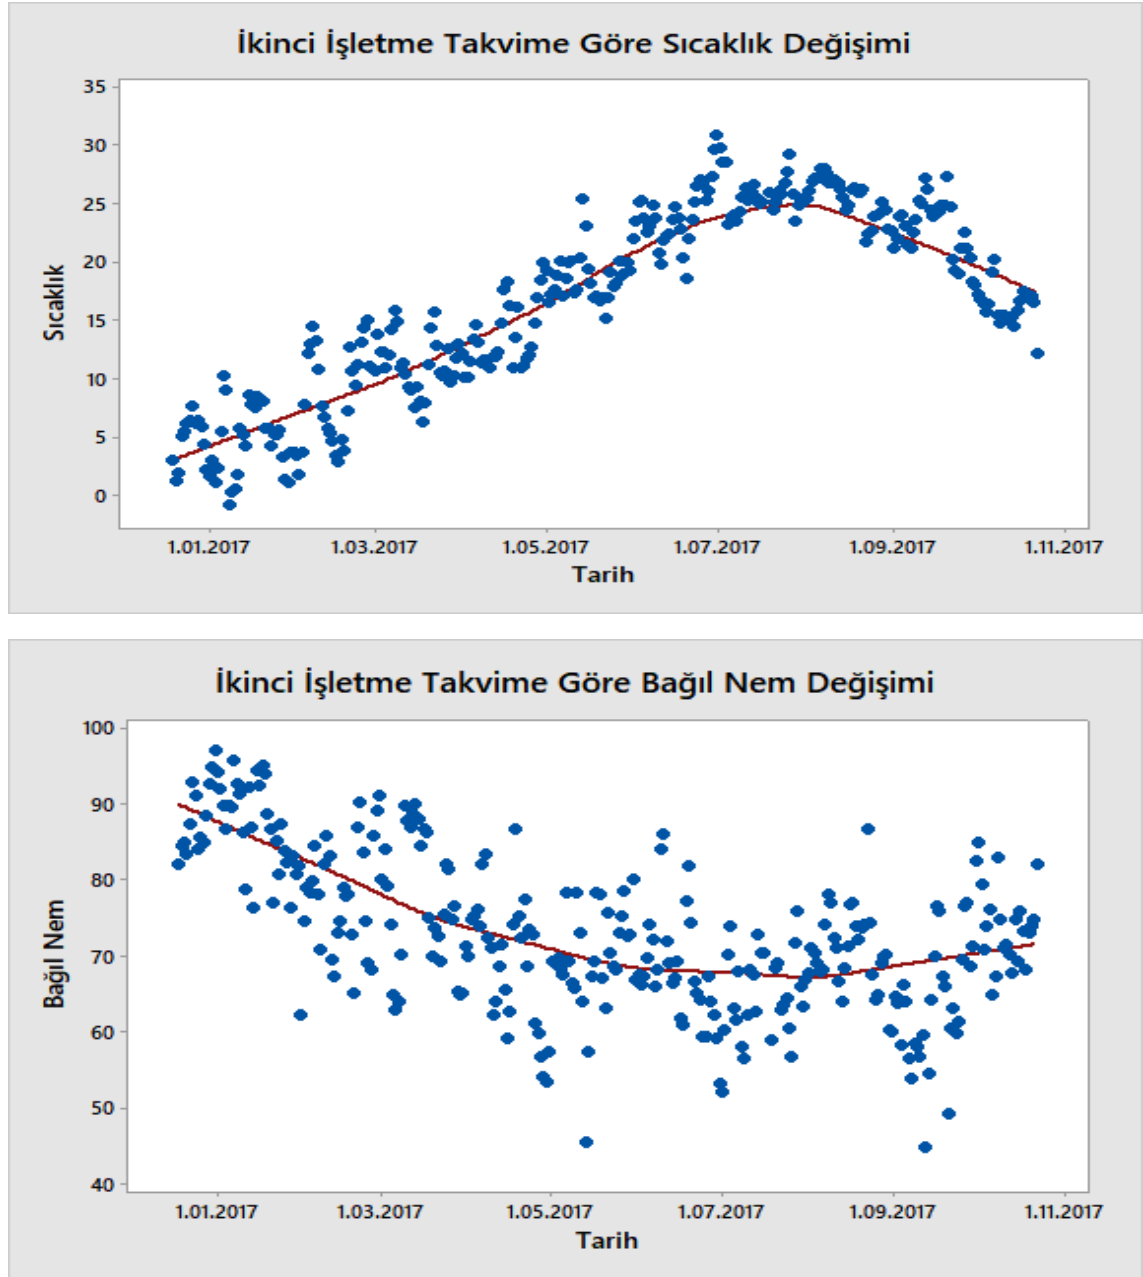 İkinci İşletme Takvime Göre Sıcaklık Değişimi
35
30
25
20
15
10
5
0
Sıcaklık
1.01.2017 1.03.2017 1.05.2017 1.07.2017 1.09.2017 1.11.2017
Tarih
İkinci İşletme Takvime Göre Bağıl Nem Değişimi
100
90
80
70
60
50
40
Bağıl Nem
1.01.2017 1.03.2017 1.05.2017 1.07.2017 1.09.2017 1.11.2017
Tarih